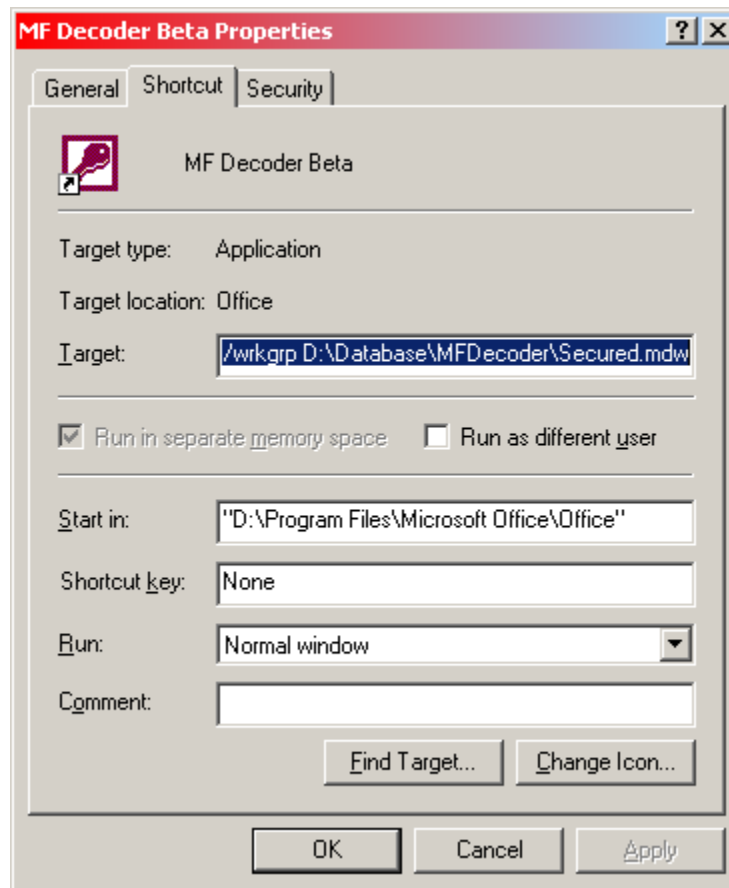 MF Decoder Beta Properties
General Shortcut Security
MF Decoder Beta
Target type: Application
Target location: Office
Target: /wrkgrp D:\Database\MFDecoder\Secured.mdw
Run in separate memory space Run as different user
Start in: "D:\Program Files\Microsoft Office\Office"
Shortcut key: None
Run: Normal window
Comment:
Find Target... Change Icon...
OK Cancel Apply